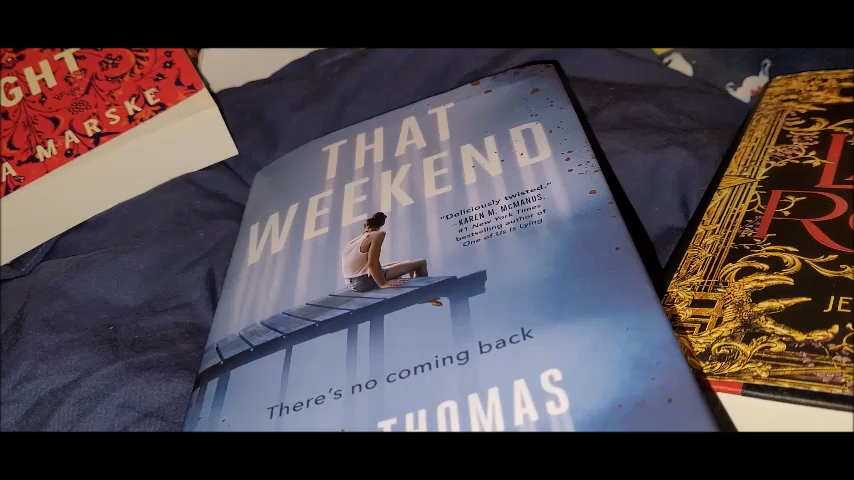 GHT
A MARSKE
THAT
WEEKEND
"Deliciously twisted."
–KAREN M. MCMANUS,
#1 New York Times
bestselling author of
One of Us Is Lying
There's no coming back
THOMAS
JE